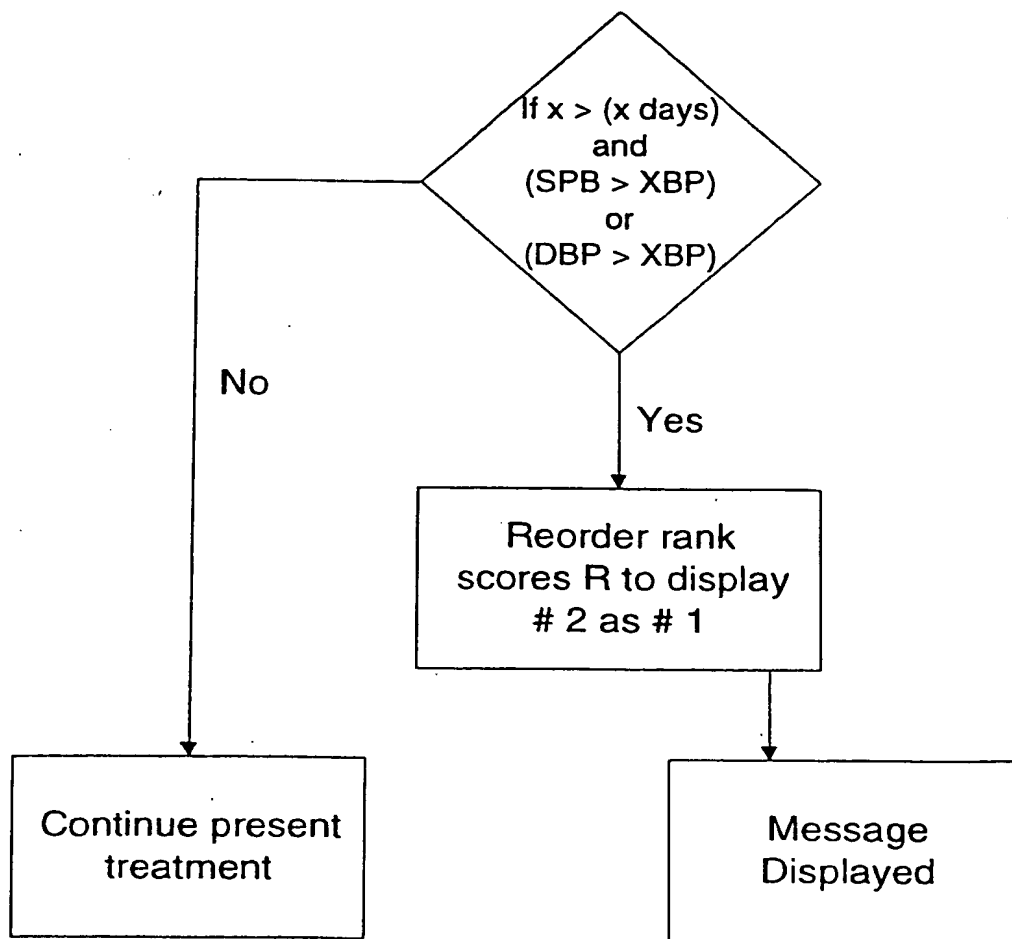 If x > (x days)
and
(SPB > XBP)
or
(DBP > XBP)
No
Yes
Reorder rank
scores R to display
# 2 as # 1
Continue present
treatment
Message
Displayed